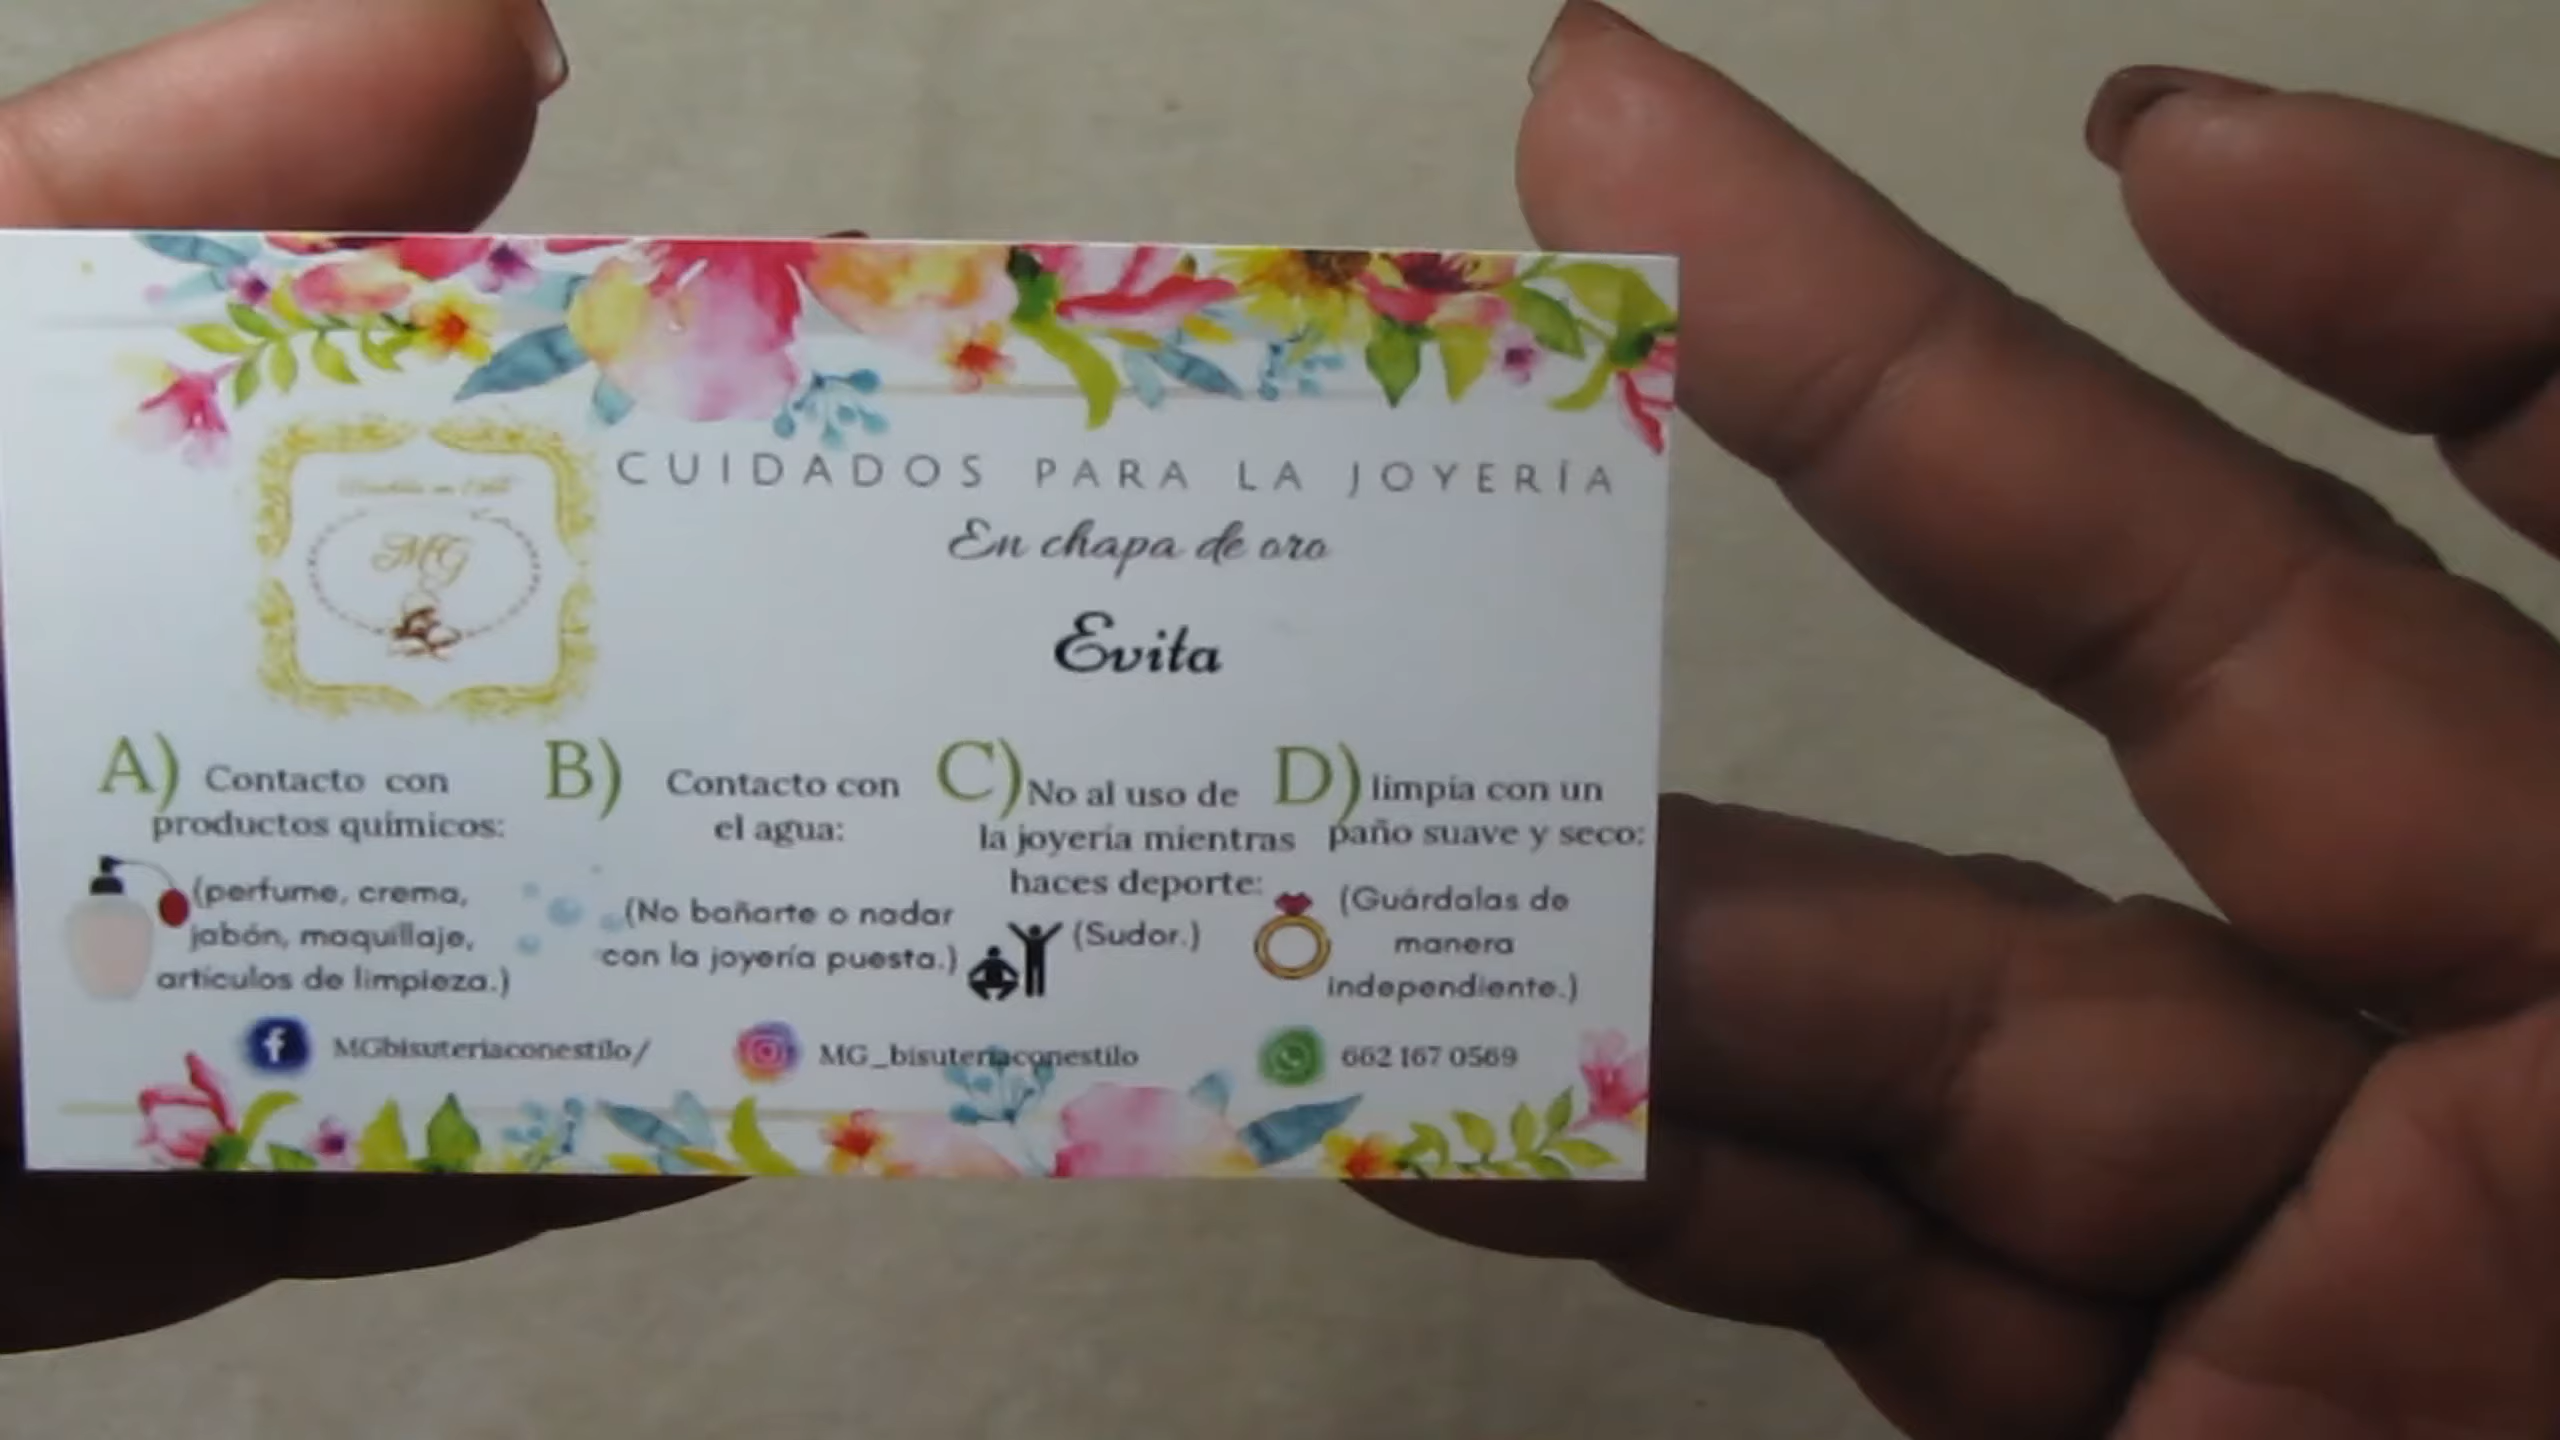 CUIDADOS PARA LA JOYERÍA
En chapa de oro
MG
Evita
A) Contacto con
productos químicos:
(perfume, crema,
jabón, maquillaje,
artículos de limpieza.)
B) Contacto con
el agua:
(No bañarte o nadar
con la joyería puesta.)
C) No al uso de
la joyería mientras
haces deporte:
(Sudor.)
D) limpia con un
paño suave y seco:
(Guárdalas de
manera
independiente.)
MGbisuteriaconestilo/
MG_bisuteriaconestilo
662 167 0569